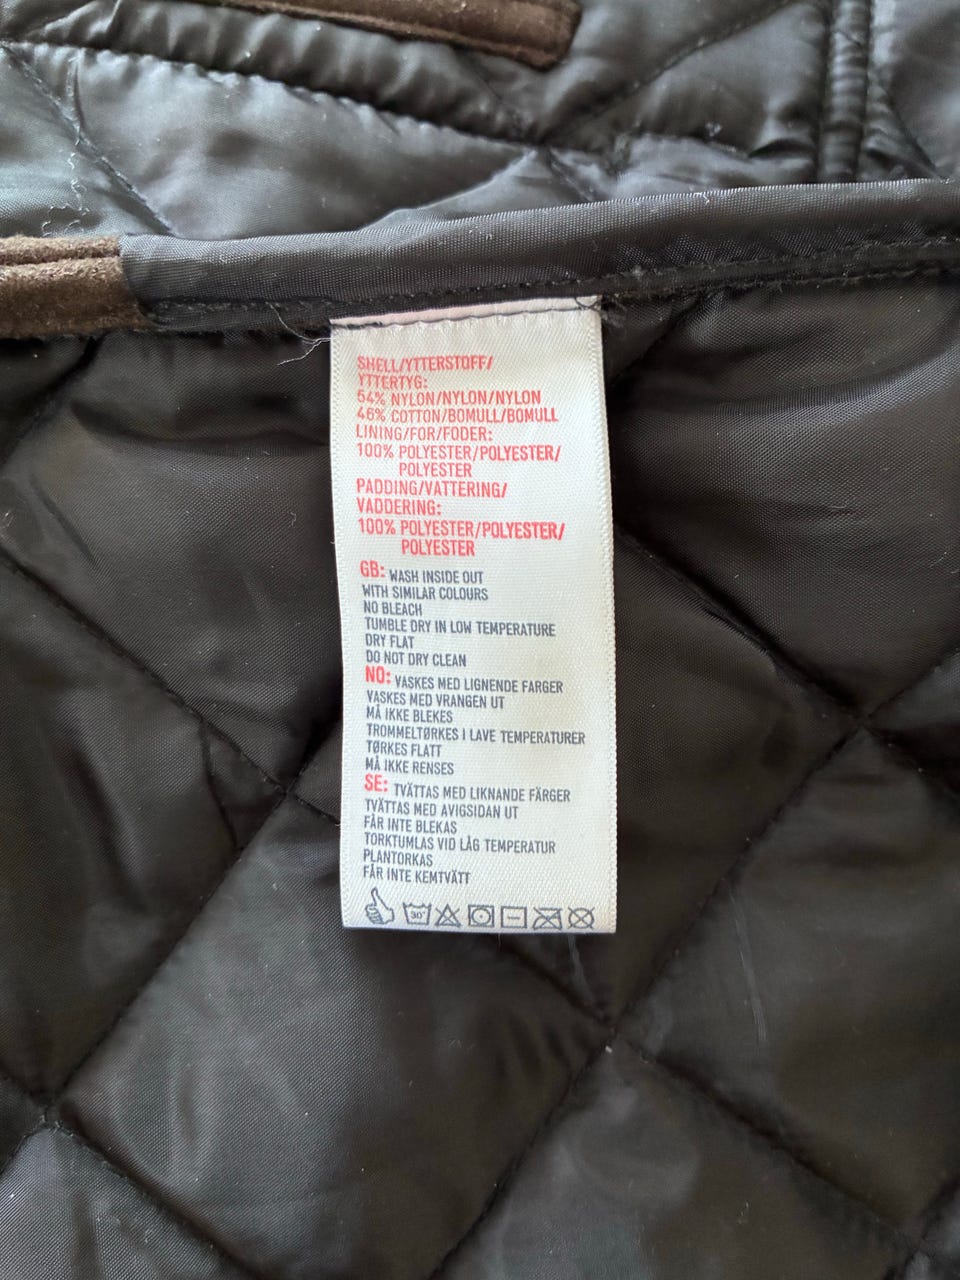 SHELL/YTTERSTOFF/
YTTERTYG:
54% NYLON/NYLON/NYLON
46% COTTON/BOMULL/BOMULL
LINING/FOR/FODER:
100% POLYESTER/POLYESTER/
POLYESTER
PADDING/VATTERING/
VADDERING:
100% POLYESTER/POLYESTER/
POLYESTER
GB: WASH INSIDE OUT
WITH SIMILAR COLOURS
NO BLEACH
TUMBLE DRY IN LOW TEMPERATURE
DRY FLAT
DO NOT DRY CLEAN
NO: VASKES MED LIGNENDE FARGER
VASKES MED VRANGEN UT
MÅ IKKE BLEKES
TROMMELTØRKES I LAVE TEMPERATURER
TØRKES FLATT
MÅ IKKE RENSES
SE: TVÄTTAS MED LIKNANDE FÄRGER
TVÄTTAS MED AVIGSIDAN UT
FÅR INTE BLEKAS
TORKTUMLAS VID LÅG TEMPERATUR
PLANTORKAS
FÅR INTE KEMTVÄTT
30°